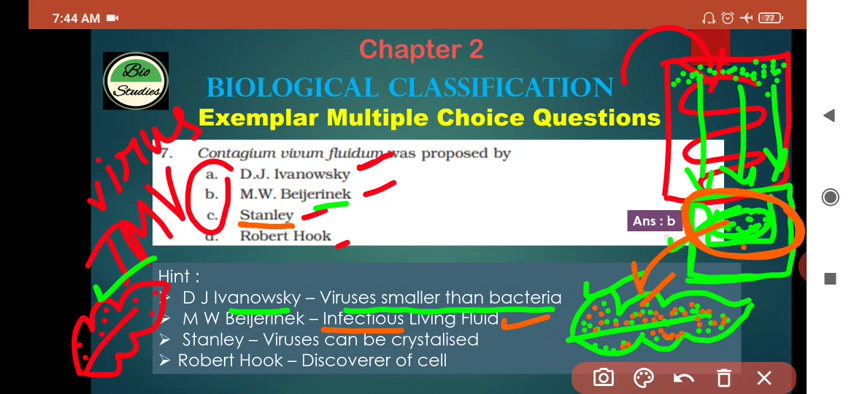 7:44 AM
77
Chapter 2
Bio
Studies
BIOLOGICAL CLASSIFICATION
Exemplar Multiple Choice Questions
7. Contagium vivum fluidum was proposed by
a. D.J. Ivanowsky
b. M.W. Beijerinek
c. Stanley
d. Robert Hook
Ans : b
virus
TMV
Hint :
➤ D J Ivanowsky – Viruses smaller than bacteria
➤ M W Beijerinek – Infectious Living Fluid
➤ Stanley – Viruses can be crystalised
➤ Robert Hook – Discoverer of cell